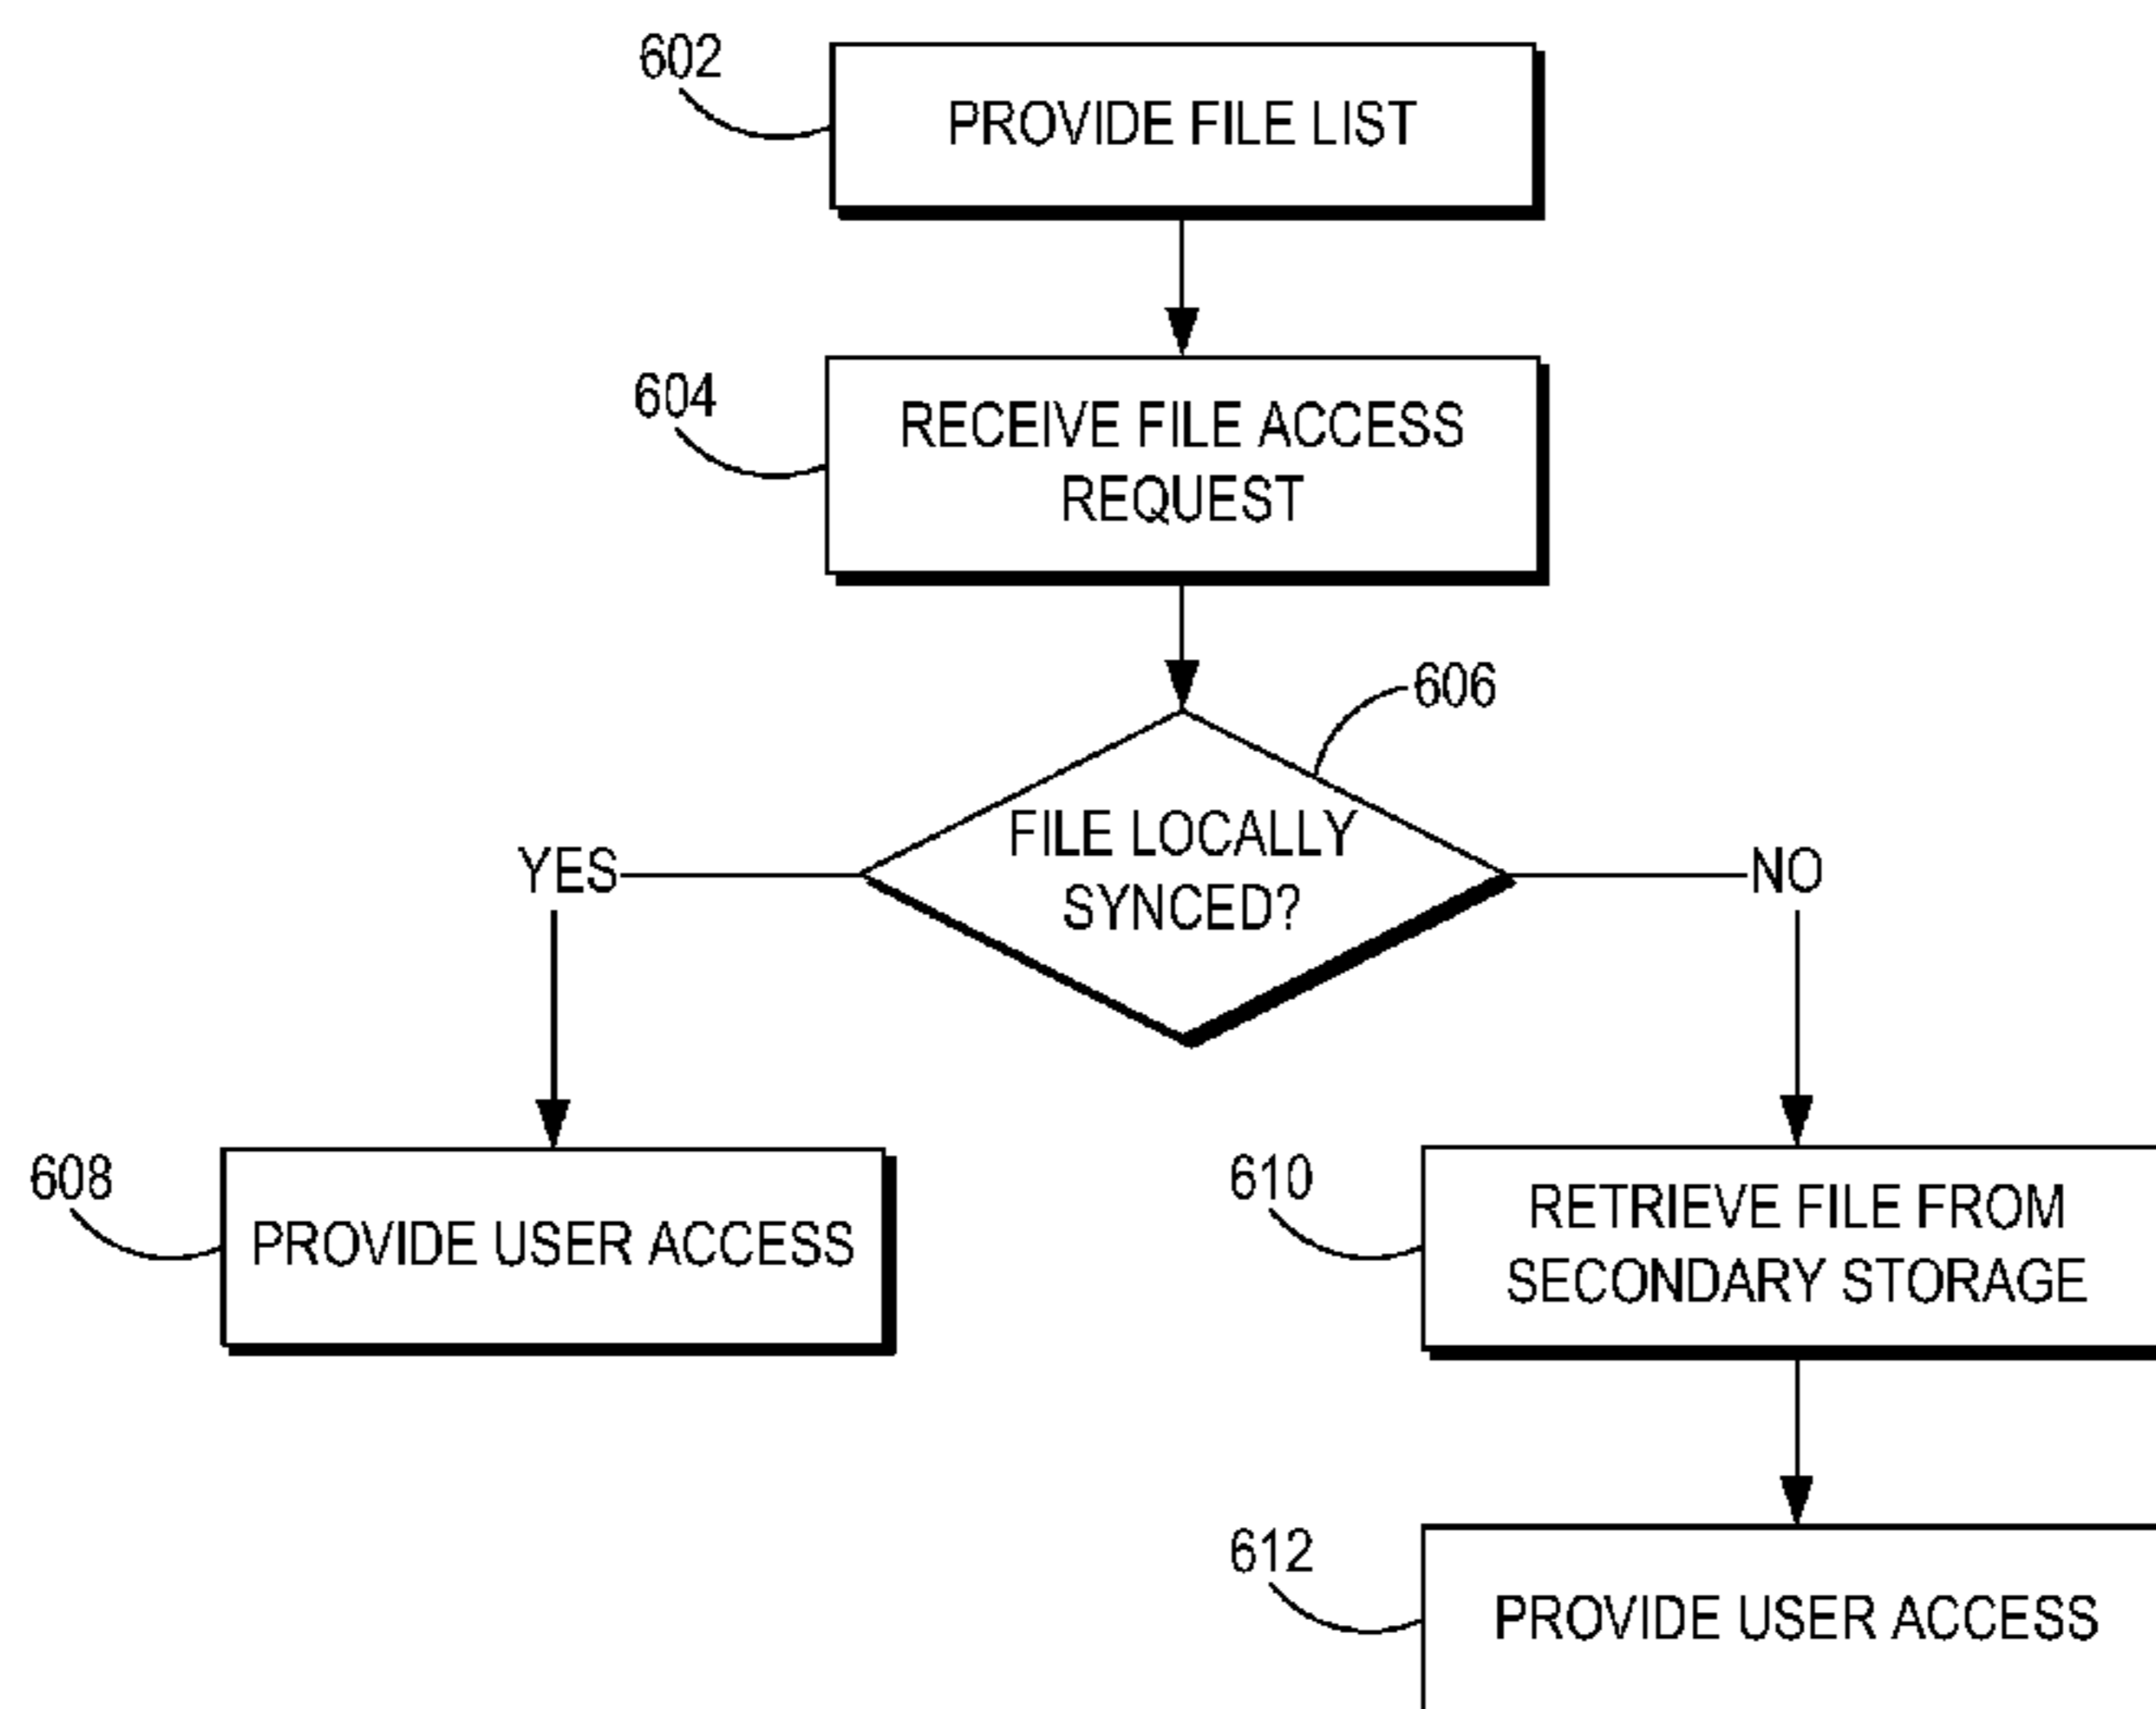 602
PROVIDE FILE LIST
604
RECEIVE FILE ACCESS
REQUEST
606
FILE LOCALLY
SYNCED?
YES
NO
608
PROVIDE USER ACCESS
610
RETRIEVE FILE FROM
SECONDARY STORAGE
612
PROVIDE USER ACCESS